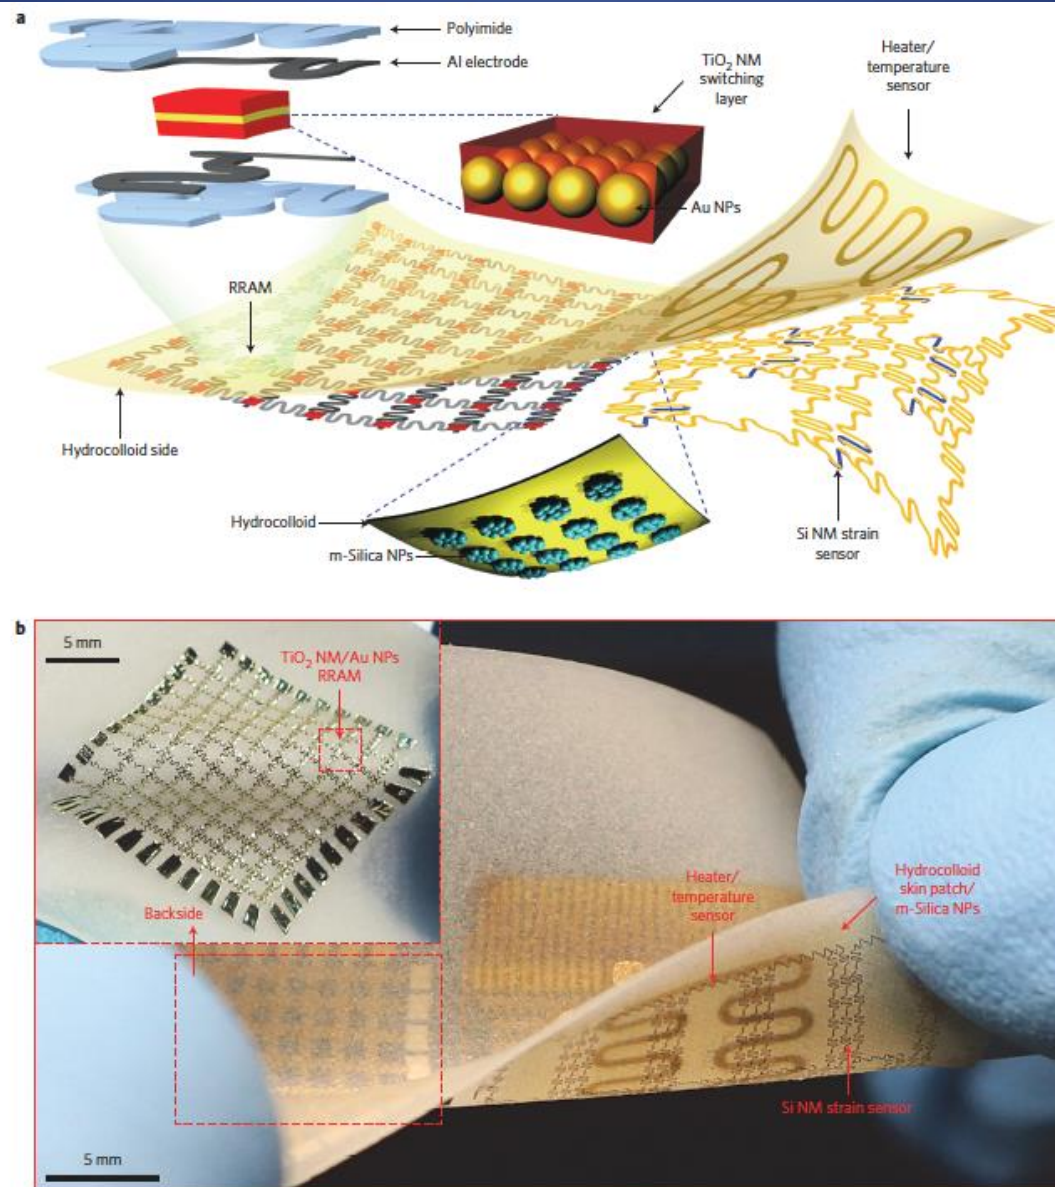 a
Polyimide
Al electrode
TiO₂ NM
switching
layer
Heater/
temperature
sensor
Au NPs
RRAM
Hydrocolloid side
Hydrocolloid
m-Silica NPs
Si NM strain
sensor
b
5 mm
TiO₂ NM/Au NPs
RRAM
Backside
Heater/
temperature
sensor
Hydrocolloid
skin patch/
m-Silica NPs
Si NM strain sensor
5 mm